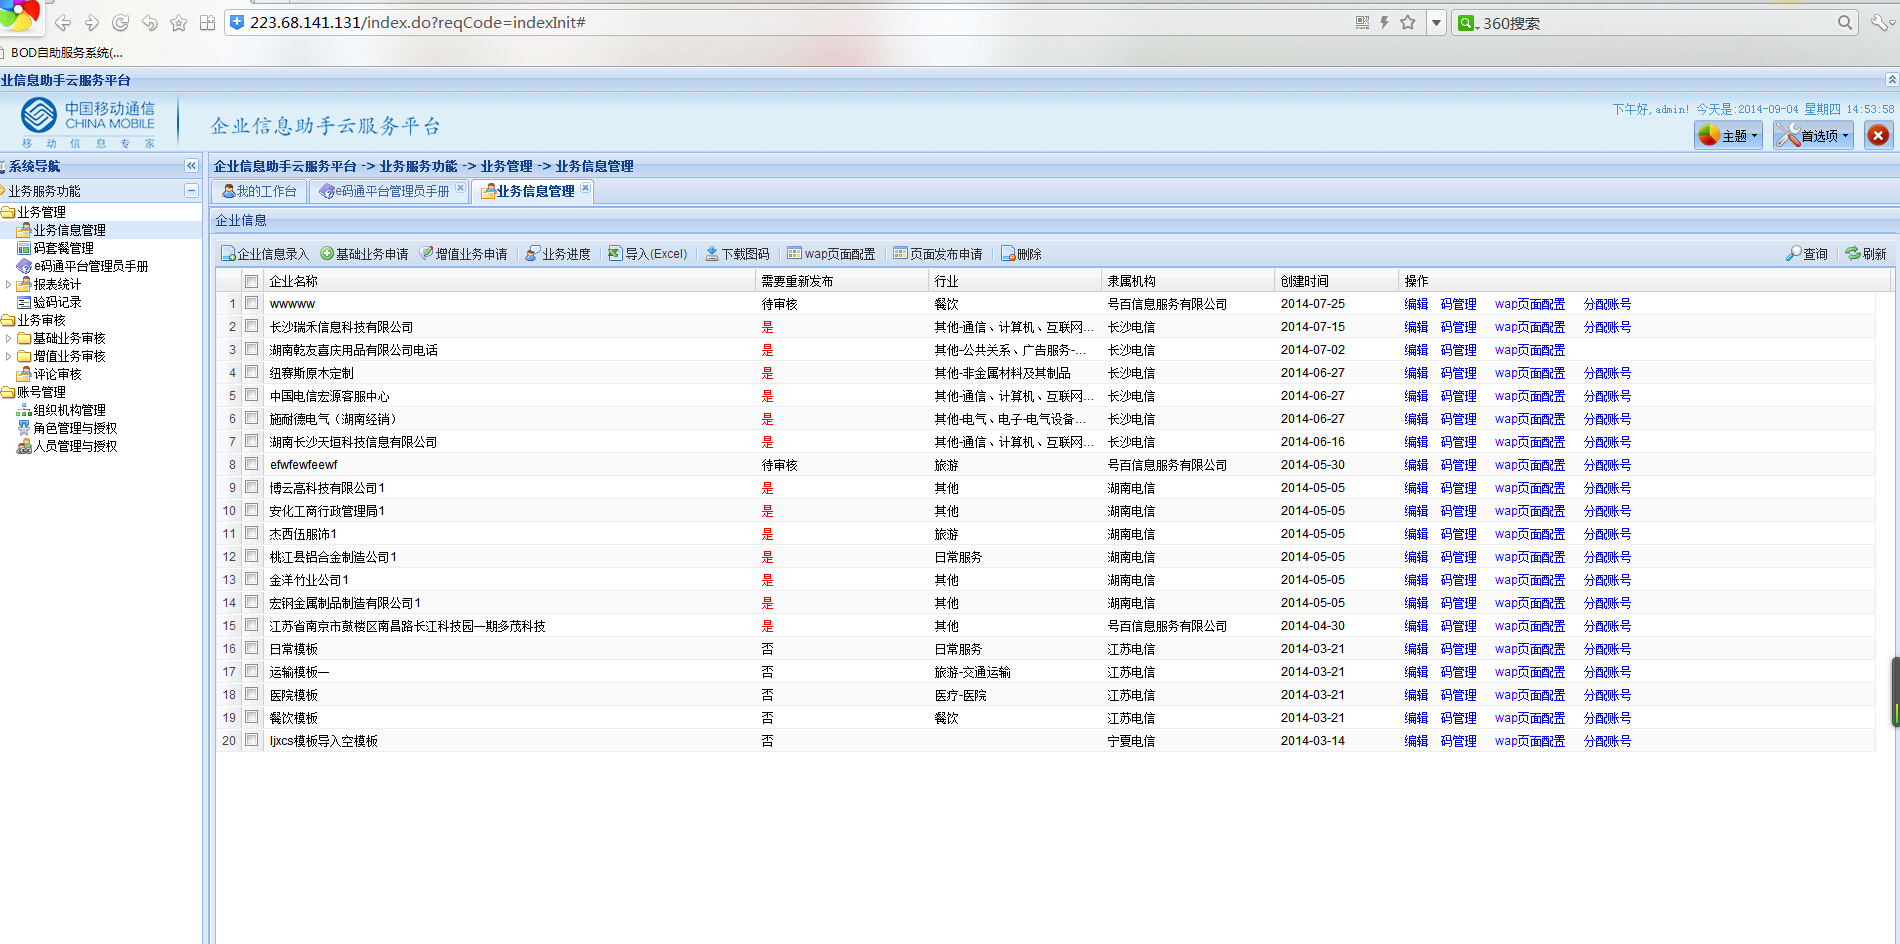 223.68.141.131/index.do?reqCode=indexInit#
360搜索
BOD自助服务系统(...
业信息助手云服务平台
中国移动通信
CHINA MOBILE
移 动 信 息 专 家
企业信息助手云服务平台
下午好,admin! 今天是:2014-09-04 星期四 14:53:58
主题
首选项
系统导航
企业信息助手云服务平台 -> 业务服务功能 -> 业务管理 -> 业务信息管理
业务服务功能
我的工作台
e码通平台管理员手册
业务信息管理
业务管理
业务信息管理
码套餐管理
e码通平台管理员手册
报表统计
验码记录
业务审核
基础业务审核
增值业务审核
评论审核
账号管理
组织机构管理
角色管理与授权
人员管理与授权
企业信息
企业信息录入 基础业务申请 增值业务申请 业务进度 导入(Excel) 下载图码 wap页面配置 页面发布申请 删除 查询 刷新
企业名称 需要重新发布 行业 隶属机构 创建时间 操作
1 wwwww 待审核 餐饮 号百信息服务有限公司 2014-07-25 编辑 码管理 wap页面配置 分配账号
2 长沙瑞禾信息科技有限公司 是 其他-通信、计算机、互联网... 长沙电信 2014-07-15 编辑 码管理 wap页面配置 分配账号
3 湖南乾友喜庆用品有限公司电话 是 其他-公共关系、广告服务-... 长沙电信 2014-07-02 编辑 码管理 wap页面配置
4 纽赛斯原木定制 是 其他-非金属材料及其制品 长沙电信 2014-06-27 编辑 码管理 wap页面配置 分配账号
5 中国电信宏源客服中心 是 其他-通信、计算机、互联网... 长沙电信 2014-06-27 编辑 码管理 wap页面配置 分配账号
6 施耐德电气（湖南经销） 是 其他-电气、电子-电气设备... 长沙电信 2014-06-27 编辑 码管理 wap页面配置 分配账号
7 湖南长沙天垣科技信息有限公司 是 其他-通信、计算机、互联网... 长沙电信 2014-06-16 编辑 码管理 wap页面配置 分配账号
8 efwfewfeewf 待审核 旅游 号百信息服务有限公司 2014-05-30 编辑 码管理 wap页面配置 分配账号
9 博云高科技有限公司1 是 其他 湖南电信 2014-05-05 编辑 码管理 wap页面配置 分配账号
10 安化工商行政管理局1 是 其他 湖南电信 2014-05-05 编辑 码管理 wap页面配置 分配账号
11 杰西伍服饰1 是 旅游 湖南电信 2014-05-05 编辑 码管理 wap页面配置 分配账号
12 桃江县铝合金制造公司1 是 日常服务 湖南电信 2014-05-05 编辑 码管理 wap页面配置 分配账号
13 金洋竹业公司1 是 其他 湖南电信 2014-05-05 编辑 码管理 wap页面配置 分配账号
14 宏钢金属制品制造有限公司1 是 其他 湖南电信 2014-05-05 编辑 码管理 wap页面配置 分配账号
15 江苏省南京市鼓楼区南昌路长江科技园一期多茂科技 是 其他 号百信息服务有限公司 2014-04-30 编辑 码管理 wap页面配置 分配账号
16 日常模板 否 日常服务 江苏电信 2014-03-21 编辑 码管理 wap页面配置 分配账号
17 运输模板一 否 旅游-交通运输 江苏电信 2014-03-21 编辑 码管理 wap页面配置 分配账号
18 医院模板 否 医疗-医院 江苏电信 2014-03-21 编辑 码管理 wap页面配置 分配账号
19 餐饮模板 否 餐饮 江苏电信 2014-03-21 编辑 码管理 wap页面配置 分配账号
20 ljxcs模板导入空模板 否 宁夏电信 2014-03-14 编辑 码管理 wap页面配置 分配账号